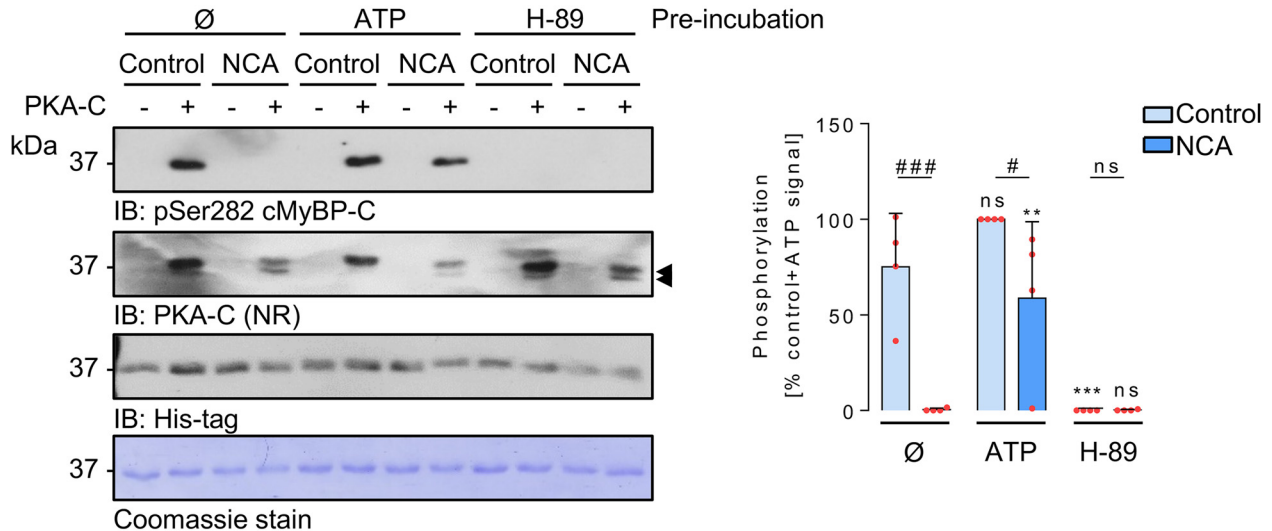 Ø ATP H-89 Pre-incubation
Control NCA Control NCA Control NCA
PKA-C - + - + - + - + - + - +
kDa
37
IB: pSer282 cMyBP-C
37
IB: PKA-C (NR)
37
IB: His-tag
37
Coomassie stain
Control
NCA
Phosphorylation
[% control+ATP signal]
150
100
50
0
### # ns
ns ** *** ns
Ø ATP H-89